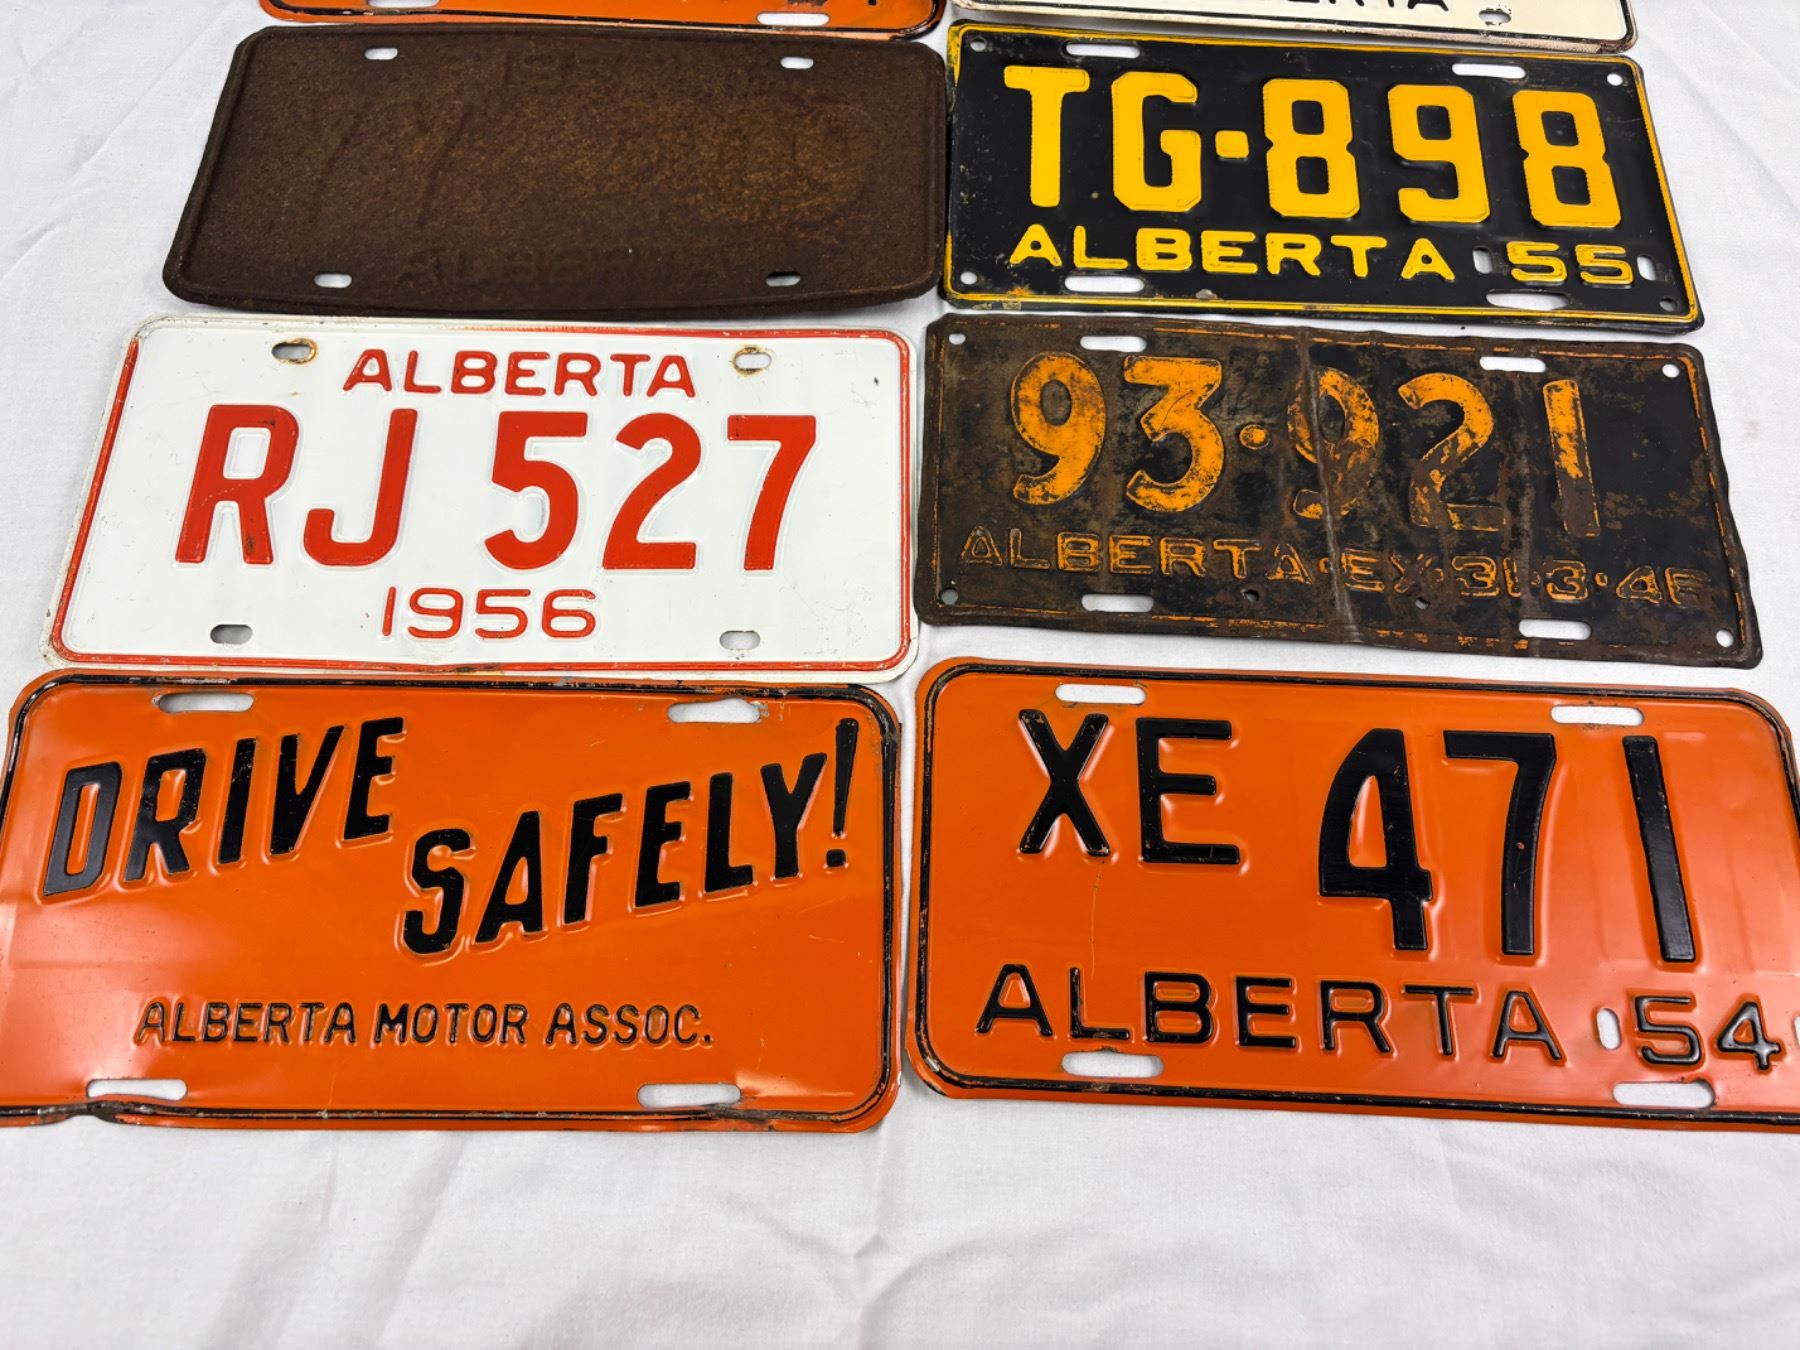 TG-898
ALBERTA 55
ALBERTA
RJ 527
1956
93·921
ALBERTA·EX·31·3·4
DRIVE
SAFELY!
ALBERTA MOTOR ASSOC.
XE 471
ALBERTA 54